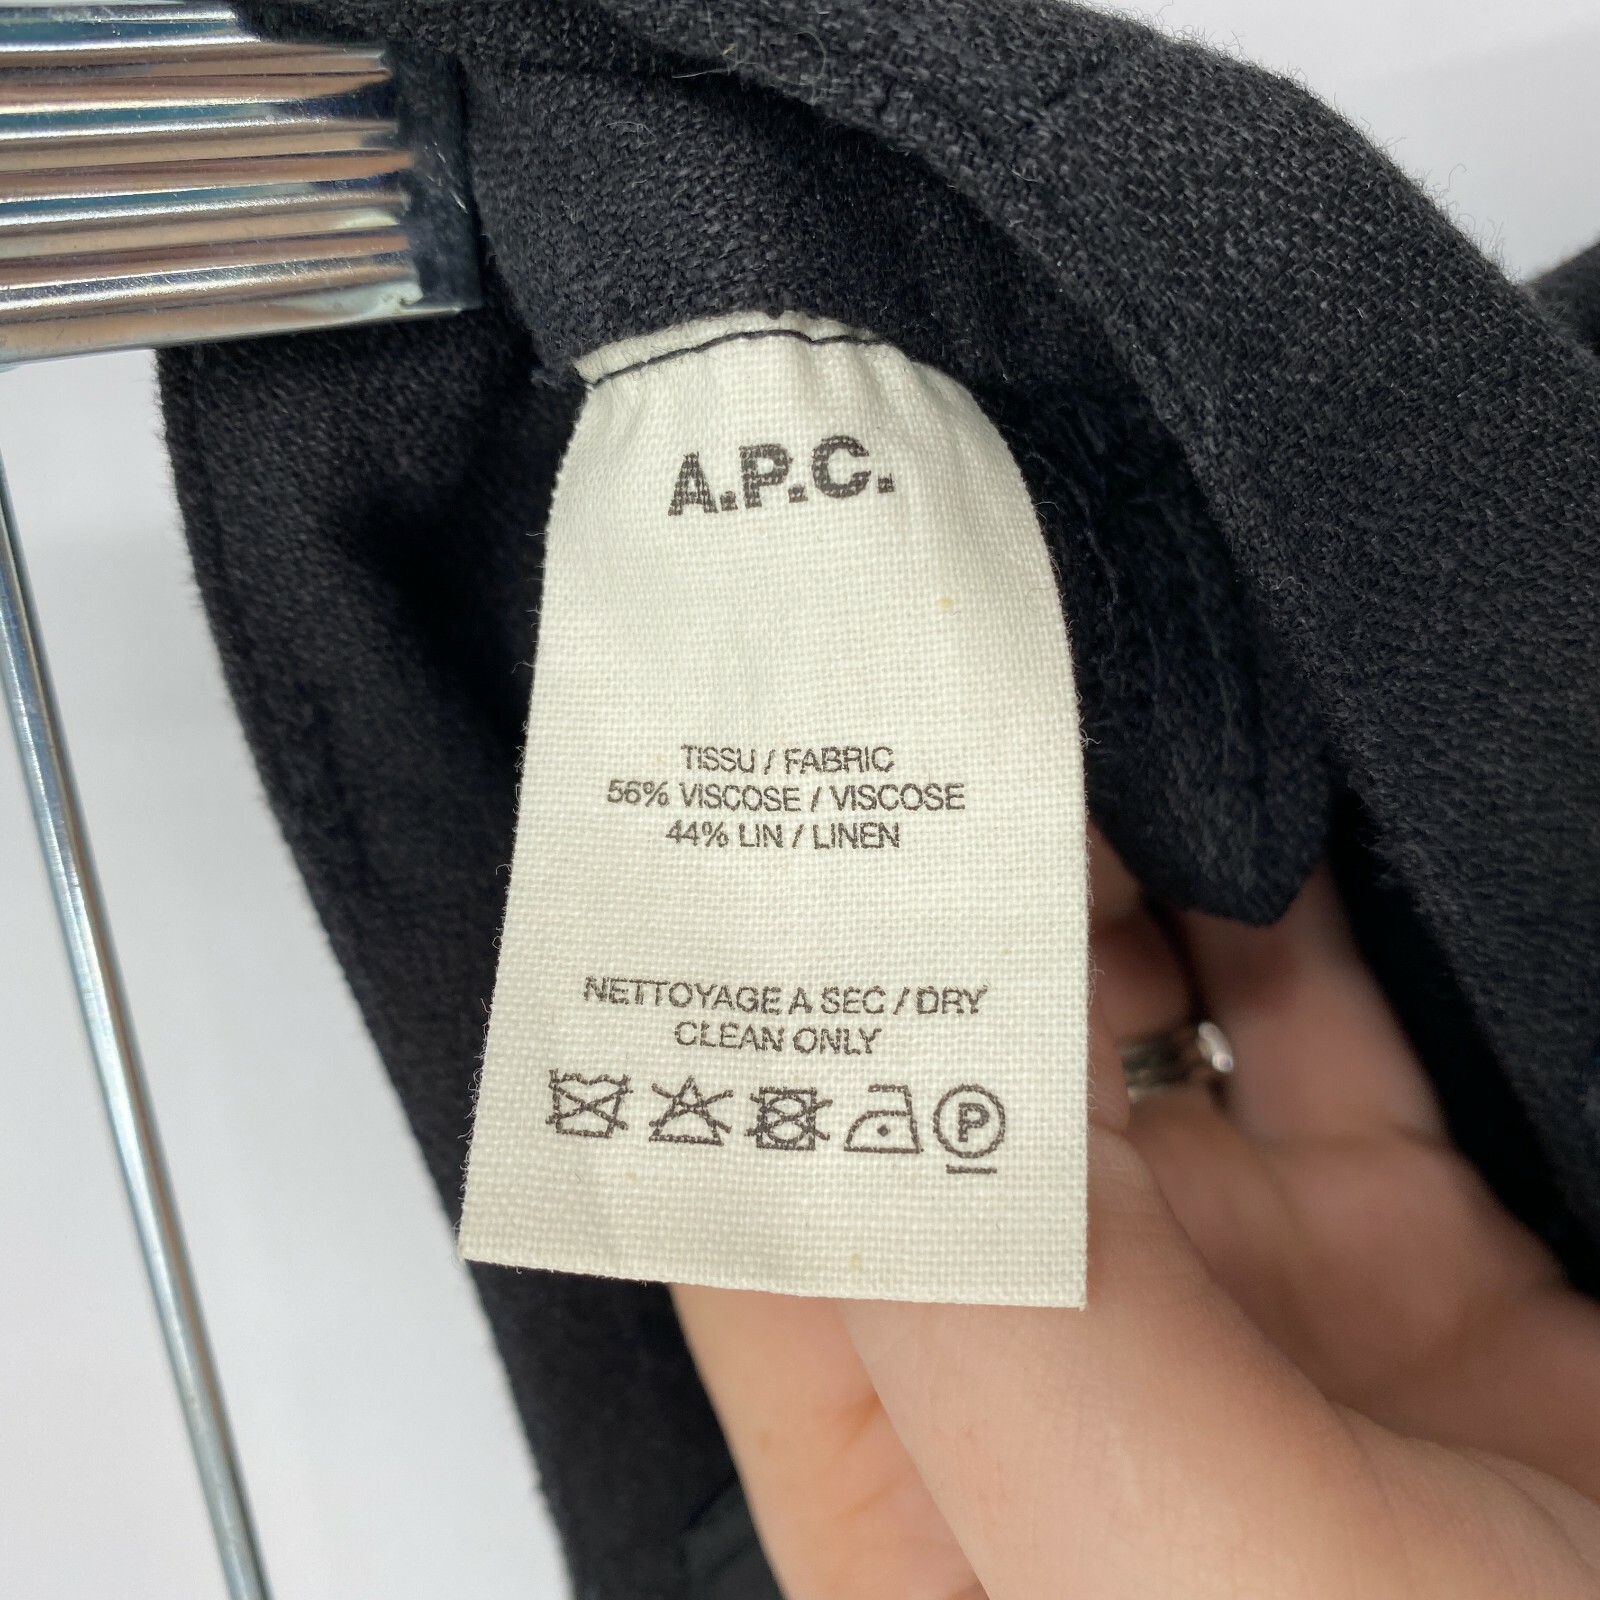 A.P.C.
TISSU / FABRIC
56% VISCOSE / VISCOSE
44% LIN / LINEN
NETTOYAGE A SEC / DRY
CLEAN ONLY
P